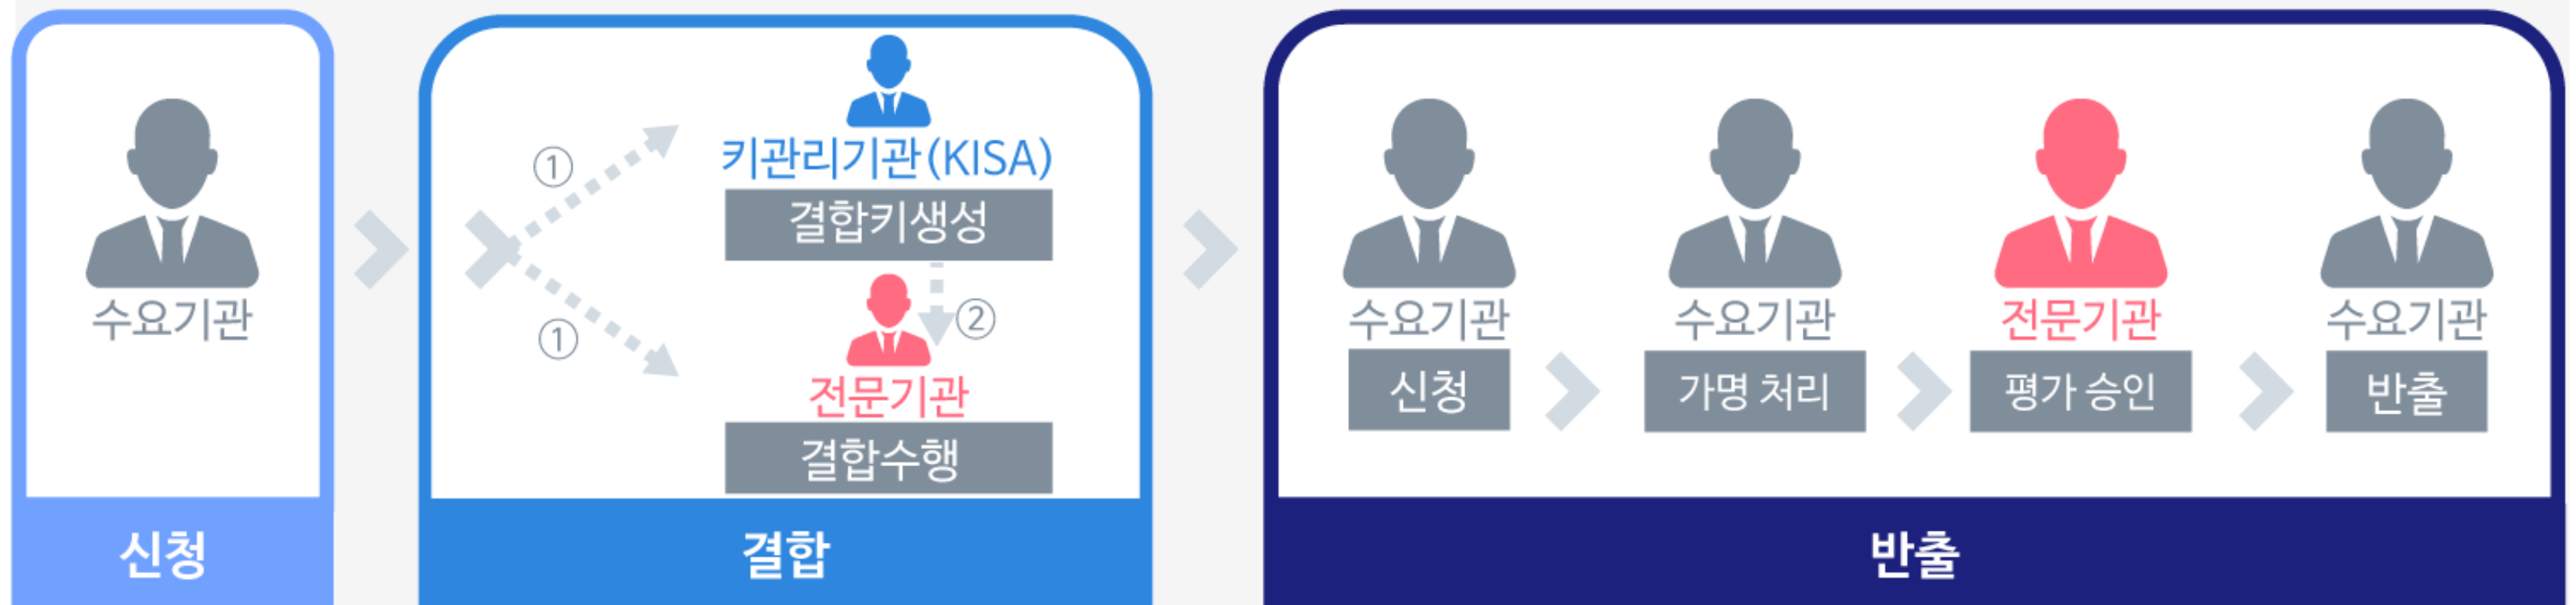 수요기관
신청
①
①
키관리기관(KISA)
결합키생성
②
전문기관
결합수행
결합
수요기관
신청
수요기관
가명 처리
전문기관
평가 승인
수요기관
반출
반출